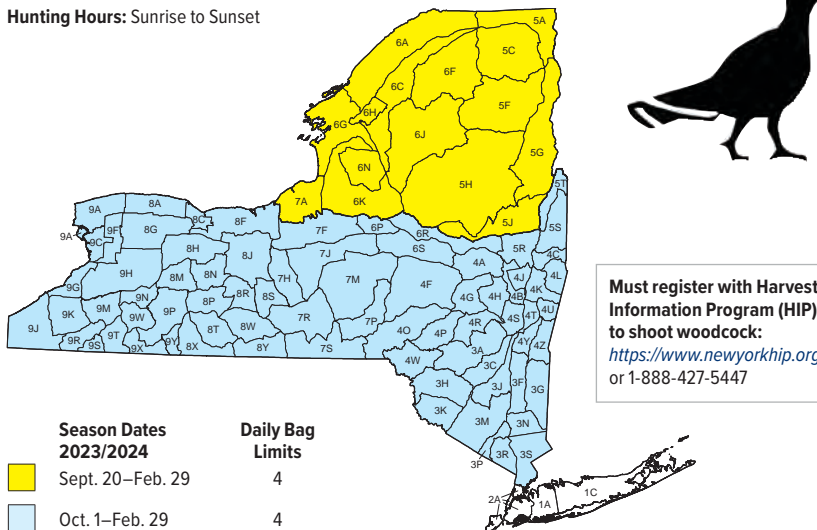 Hunting Hours: Sunrise to Sunset
5A
6A
5C
6F
6C
5F
6H
6G
6J
5G
6N
5H
7A
6K
5T
5J
9A
8A
8C
8F
5S
9A
9F
8G
7F
6P
6R
9C
8H
7J
6S
5R
4C
8J
4A
9H
8M
8N
7H
7M
4F
4J
4L
9G
9N
8R
8S
4G
4H
4B
4K
9K
9M
9W
9P
8P
7R
7P
4R
4S
4T
4U
9J
9T
8T
8W
4O
4P
4Y
4Z
9R
9S
9X
9Y
8X
8Y
7S
3A
4W
3C
3H
3J
3F
3G
3K
3M
3N
3P
3R
3S
2A
1A
1C
Must register with Harvest
Information Program (HIP)
to shoot woodcock:
https://www.newyorkhip.org
or 1-888-427-5447
Season Dates
2023/2024
Daily Bag
Limits
Sept. 20–Feb. 29 4
Oct. 1–Feb. 29 4